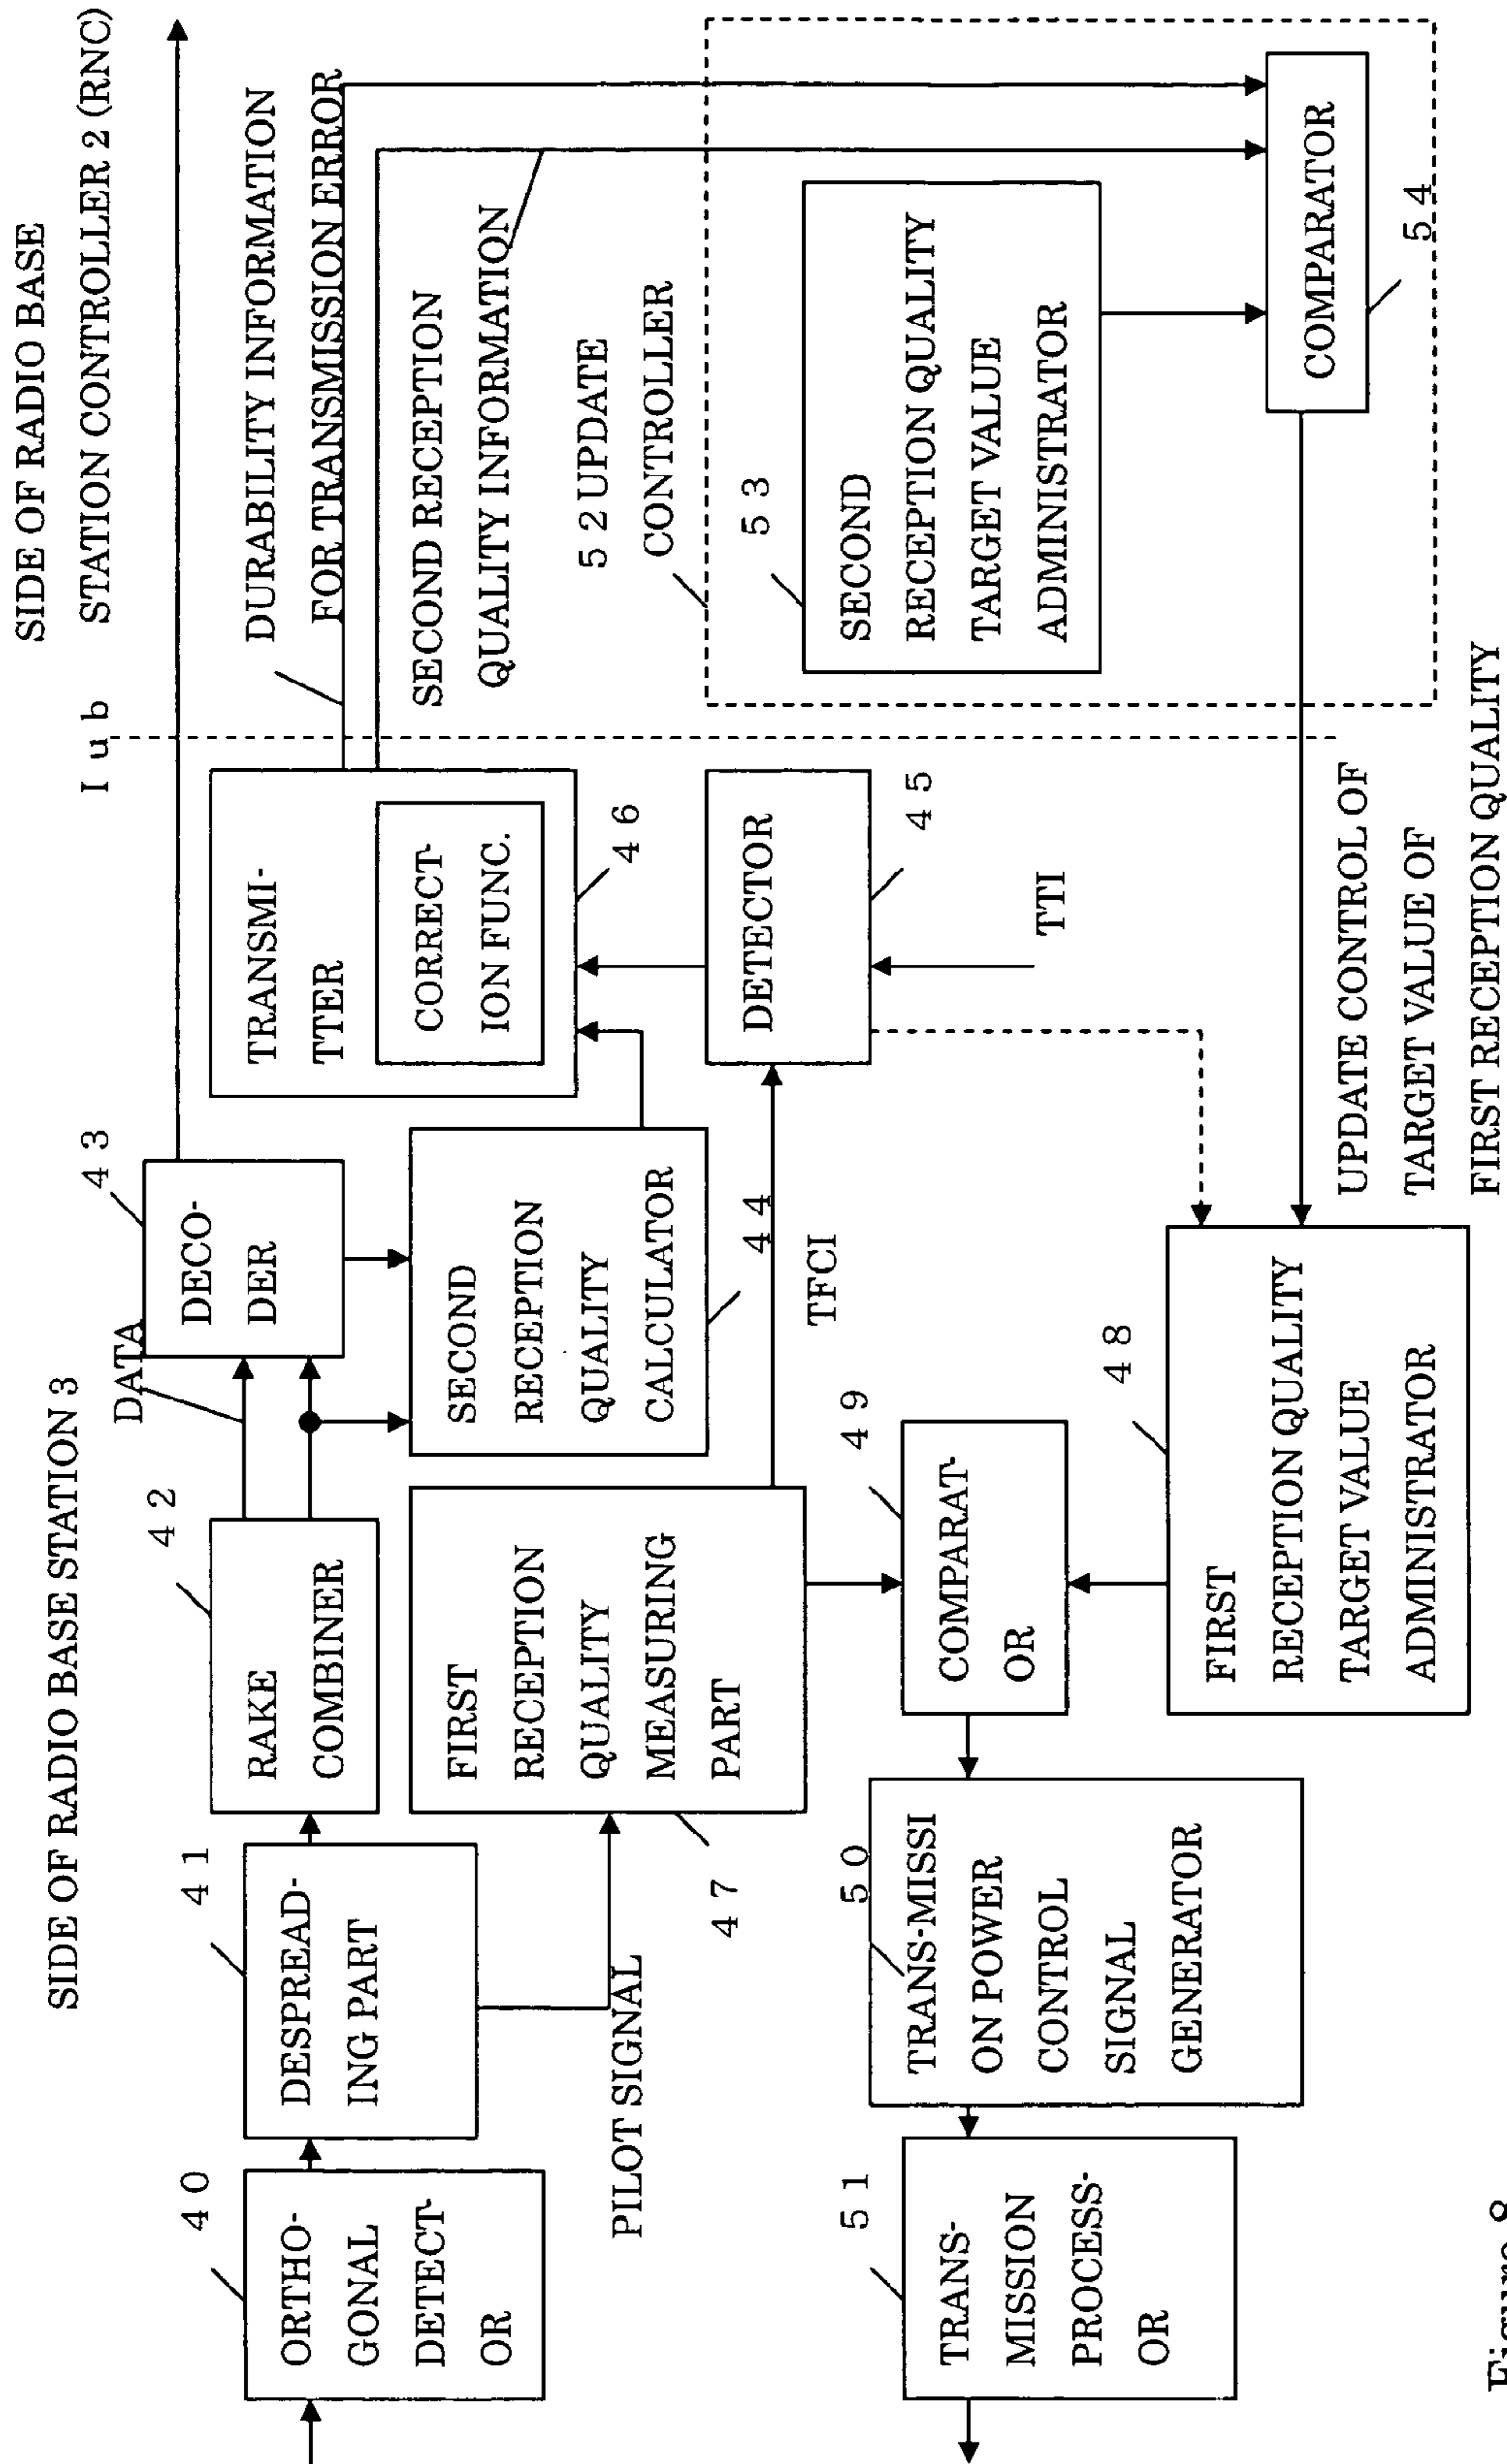 SIDE OF RADIO BASE STATION 3
SIDE OF RADIO BASE
STATION CONTROLLER 2 (RNC)
I u b
4 0
ORTHO-
GONAL
DETECT-
OR
4 1
DESPREAD-
ING PART
4 2
RAKE
COMBINER
DATA
4 3
DECO-
DER
PILOT SIGNAL
4 7
FIRST
RECEPTION
QUALITY
MEASURING
PART
SECOND
RECEPTION
QUALITY
CALCULATOR
4 4
TFCI
TRANSMI-
TTER
CORRECT-
ION FUNC.
4 6
DETECTOR
4 5
TTI
DURABILITY INFORMATION
FOR TRANSMISSION ERROR
SECOND RECEPTION
QUALITY INFORMATION
5 2 UPDATE
CONTROLLER
5 3
SECOND
RECEPTION QUALITY
TARGET VALUE
ADMINISTRATOR
COMPARATOR
5 4
5 1
TRANS-
MISSION
PROCESS-
OR
5 0
TRANS-MISSI
ON POWER
CONTROL
SIGNAL
GENERATOR
4 9
COMPARAT-
OR
4 8
FIRST
RECEPTION QUALITY
TARGET VALUE
ADMINISTRATOR
UPDATE CONTROL OF
TARGET VALUE OF
FIRST RECEPTION QUALITY
Figure 8